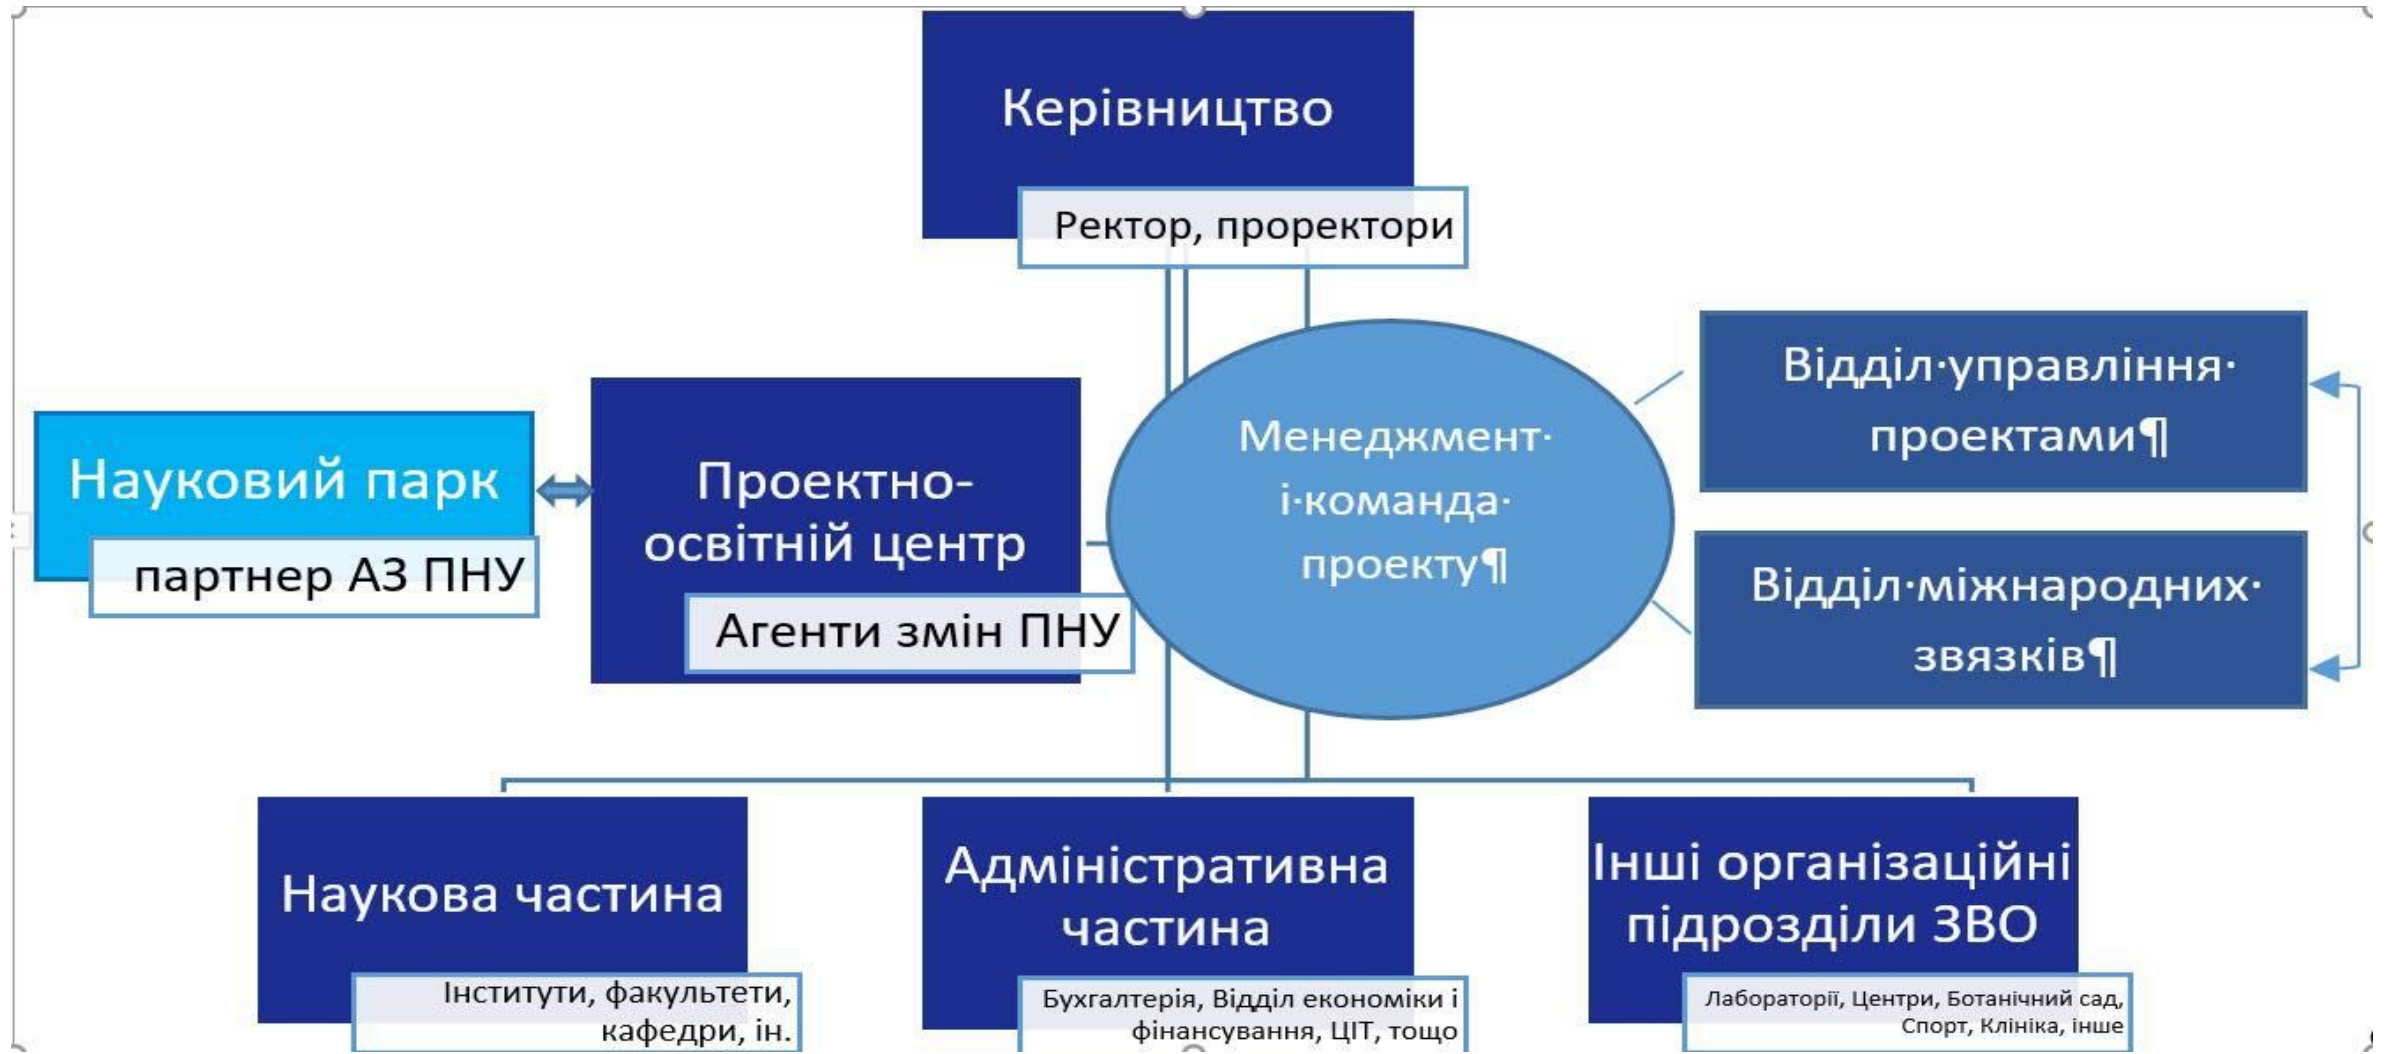 Керівництво
Ректор, проректори
Науковий парк
партнер АЗ ПНУ
Проектно-
освітній центр
Агенти змін ПНУ
Менеджмент·
і·команда·
проекту¶
Відділ·управління·
проектами¶
Відділ·міжнародних·
звязків¶
Наукова частина
Інститути, факультети,
кафедри, ін.
Адміністративна
частина
Бухгалтерія, Відділ економіки і
фінансування, ЦІТ, тощо
Інші організаційні
підрозділи ЗВО
Лабораторії, Центри, Ботанічний сад,
Спорт, Клініка, інше